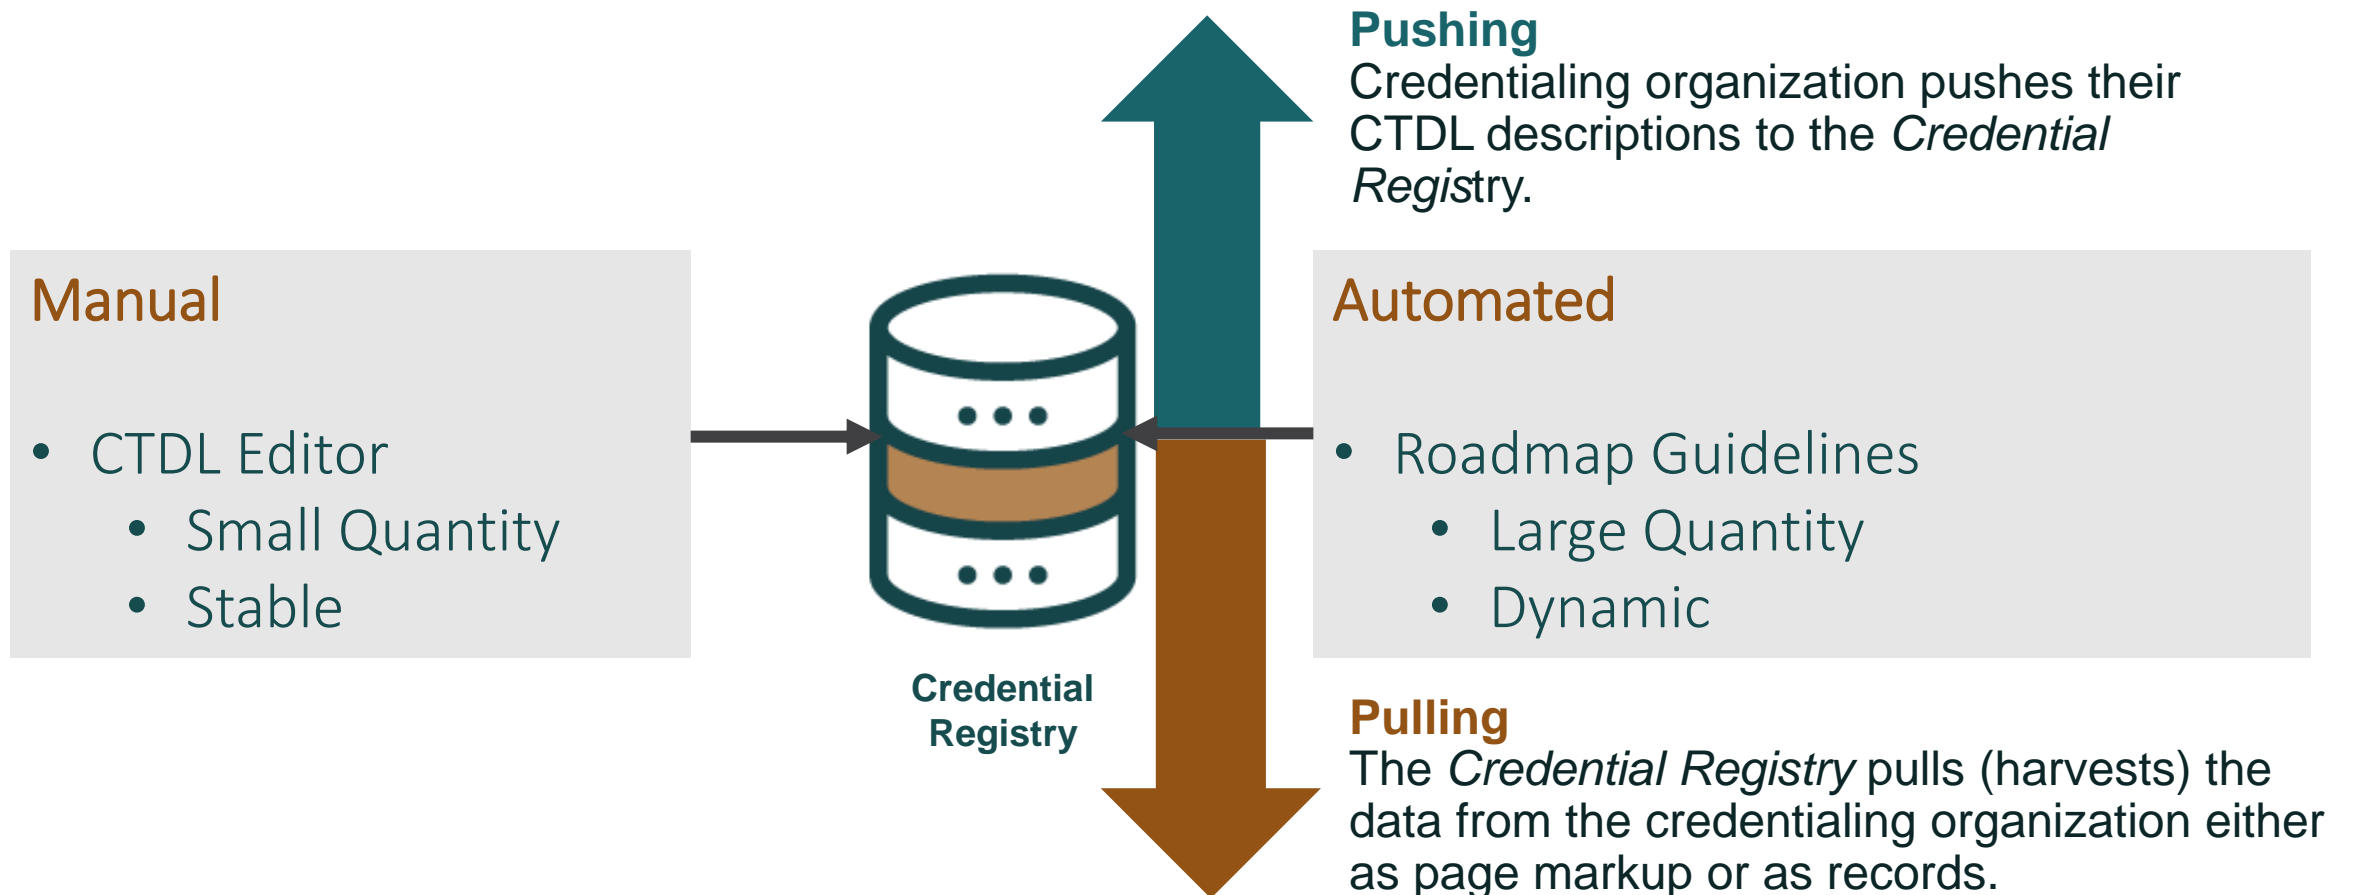 Pushing
Credentialing organization pushes their
CTDL descriptions to the Credential
Registry.
Manual
• CTDL Editor
• Small Quantity
• Stable
Credential
Registry
Automated
• Roadmap Guidelines
• Large Quantity
• Dynamic
Pulling
The Credential Registry pulls (harvests) the
data from the credentialing organization either
as page markup or as records.